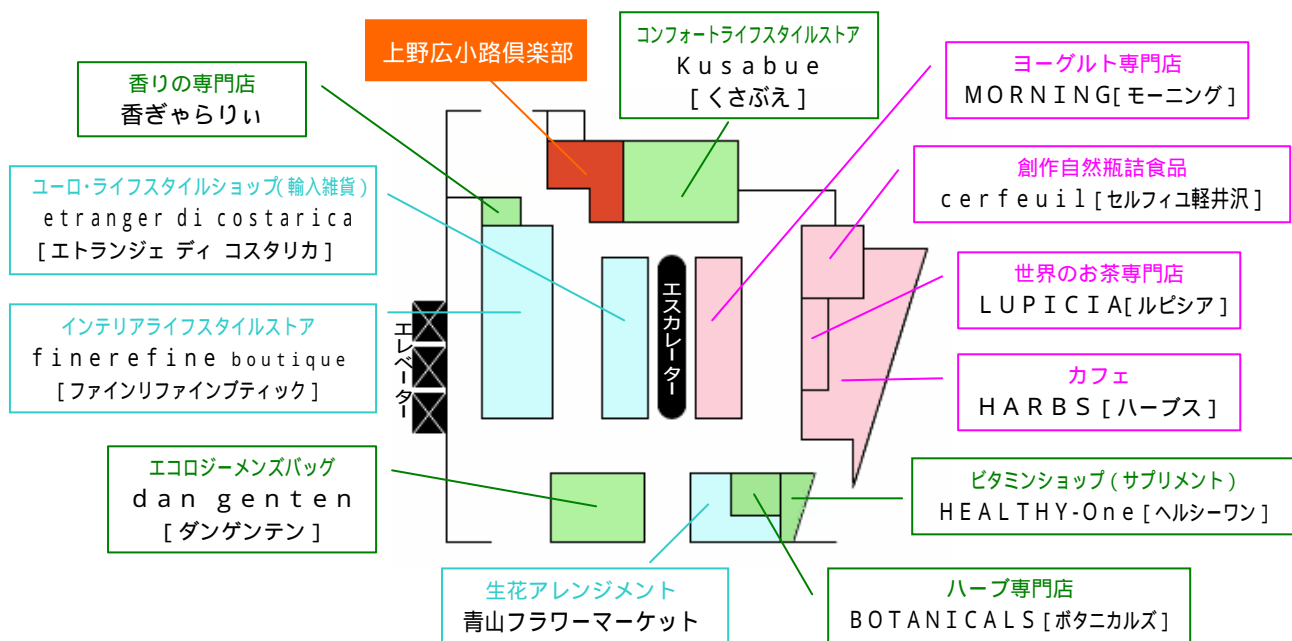 上野広小路倶楽部
コンフォートライフスタイルストア
Kusabue
[くさぶえ]
ヨーグルト専門店
MORNING[モーニング]
香りの専門店
香ぎゃらりぃ
創作自然瓶詰食品
cerfeuil[セルフィユ軽井沢]
ユーロ・ライフスタイルショップ(輸入雑貨)
etranger di costarica
[エトランジェ ディ コスタリカ]
世界のお茶専門店
LUPICIA[ルピシア]
インテリアライフスタイルストア
finerefine boutique
[ファインリファインブティック]
エレベーター
エスカレーター
カフェ
HARBS[ハーブス]
エコロジーメンズバッグ
dan genten
[ダンゲンテン]
ビタミンショップ(サプリメント)
HEALTHY-One[ヘルシーワン]
生花アレンジメント
青山フラワーマーケット
ハーブ専門店
BOTANICALS[ボタニカルズ]